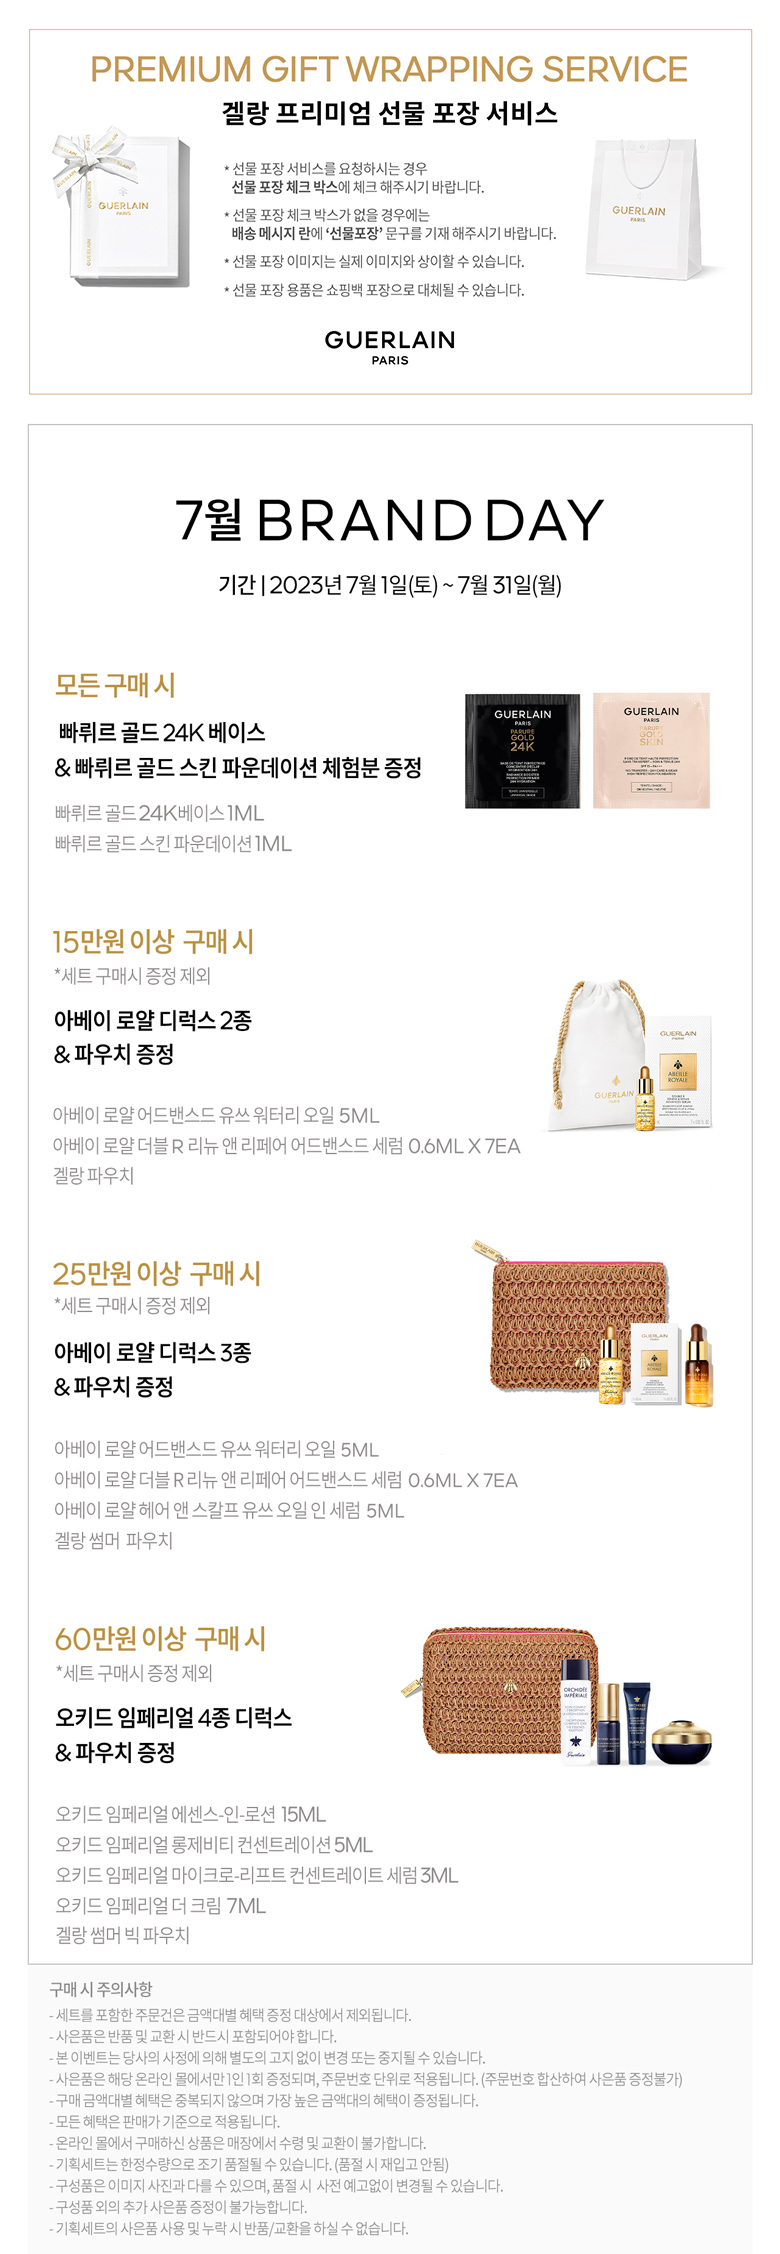 PREMIUM GIFT WRAPPING SERVICE
겔랑 프리미엄 선물 포장 서비스
GUERLAIN
PARIS
* 선물 포장 서비스를 요청하시는 경우
선물 포장 체크 박스에 체크 해주시기 바랍니다.
* 선물 포장 체크 박스가 없을 경우에는
배송 메시지 란에 ‘선물포장’ 문구를 기재 해주시기 바랍니다.
* 선물 포장 이미지는 실제 이미지와 상이할 수 있습니다.
* 선물 포장 용품은 쇼핑백 포장으로 대체될 수 있습니다.
GUERLAIN
PARIS
GUERLAIN
PARIS
7월 BRAND DAY
기간 | 2023년 7월 1일(토) ~ 7월 31일(월)
모든 구매 시
빠뤼르 골드 24K 베이스
& 빠뤼르 골드 스킨 파운데이션 체험분 증정
빠뤼르 골드 24K베이스 1ML
빠뤼르 골드 스킨 파운데이션 1ML
GUERLAIN
PARIS
PARURE
GOLD
24K
GUERLAIN
PARIS
PARURE
GOLD
SKIN
15만원 이상 구매 시
*세트 구매시 증정 제외
아베이 로얄 디럭스 2종
& 파우치 증정
아베이 로얄 어드밴스드 유쓰 워터리 오일 5ML
아베이 로얄 더블 R 리뉴 앤 리페어 어드밴스드 세럼 0.6ML X 7EA
겔랑 파우치
GUERLAIN
PARIS
GUERLAIN
PARIS
ABEILLE
ROYALE
25만원 이상 구매 시
*세트 구매시 증정 제외
아베이 로얄 디럭스 3종
& 파우치 증정
아베이 로얄 어드밴스드 유쓰 워터리 오일 5ML
아베이 로얄 더블 R 리뉴 앤 리페어 어드밴스드 세럼 0.6ML X 7EA
아베이 로얄 헤어 앤 스칼프 유쓰 오일 인 세럼 5ML
겔랑 썸머 파우치
GUERLAIN
ABEILLE
ROYALE
60만원 이상 구매 시
*세트 구매시 증정 제외
오키드 임페리얼 4종 디럭스
& 파우치 증정
오키드 임페리얼 에센스-인-로션 15ML
오키드 임페리얼 롱제비티 컨센트레이션 5ML
오키드 임페리얼 마이크로-리프트 컨센트레이트 세럼 3ML
오키드 임페리얼 더 크림 7ML
겔랑 썸머 빅 파우치
ORCHIDÉE
IMPÉRIALE
Guerlain
구매 시 주의사항
- 세트를 포함한 주문건은 금액대별 혜택 증정 대상에서 제외됩니다.
- 사은품은 반품 및 교환 시 반드시 포함되어야 합니다.
- 본 이벤트는 당사의 사정에 의해 별도의 고지 없이 변경 또는 중지될 수 있습니다.
- 사은품은 해당 온라인 몰에서만 1인 1회 증정되며, 주문번호 단위로 적용됩니다. (주문번호 합산하여 사은품 증정불가)
- 구매 금액대별 혜택은 중복되지 않으며 가장 높은 금액대의 혜택이 증정됩니다.
- 모든 혜택은 판매가 기준으로 적용됩니다.
- 온라인 몰에서 구매하신 상품은 매장에서 수령 및 교환이 불가합니다.
- 기획세트는 한정수량으로 조기 품절될 수 있습니다. (품절 시 재입고 안됨)
- 구성품은 이미지 사진과 다를 수 있으며, 품절 시 사전 예고없이 변경될 수 있습니다.
- 구성품 외의 추가 사은품 증정이 불가능합니다.
- 기획세트의 사은품 사용 및 누락 시 반품/교환을 하실 수 없습니다.